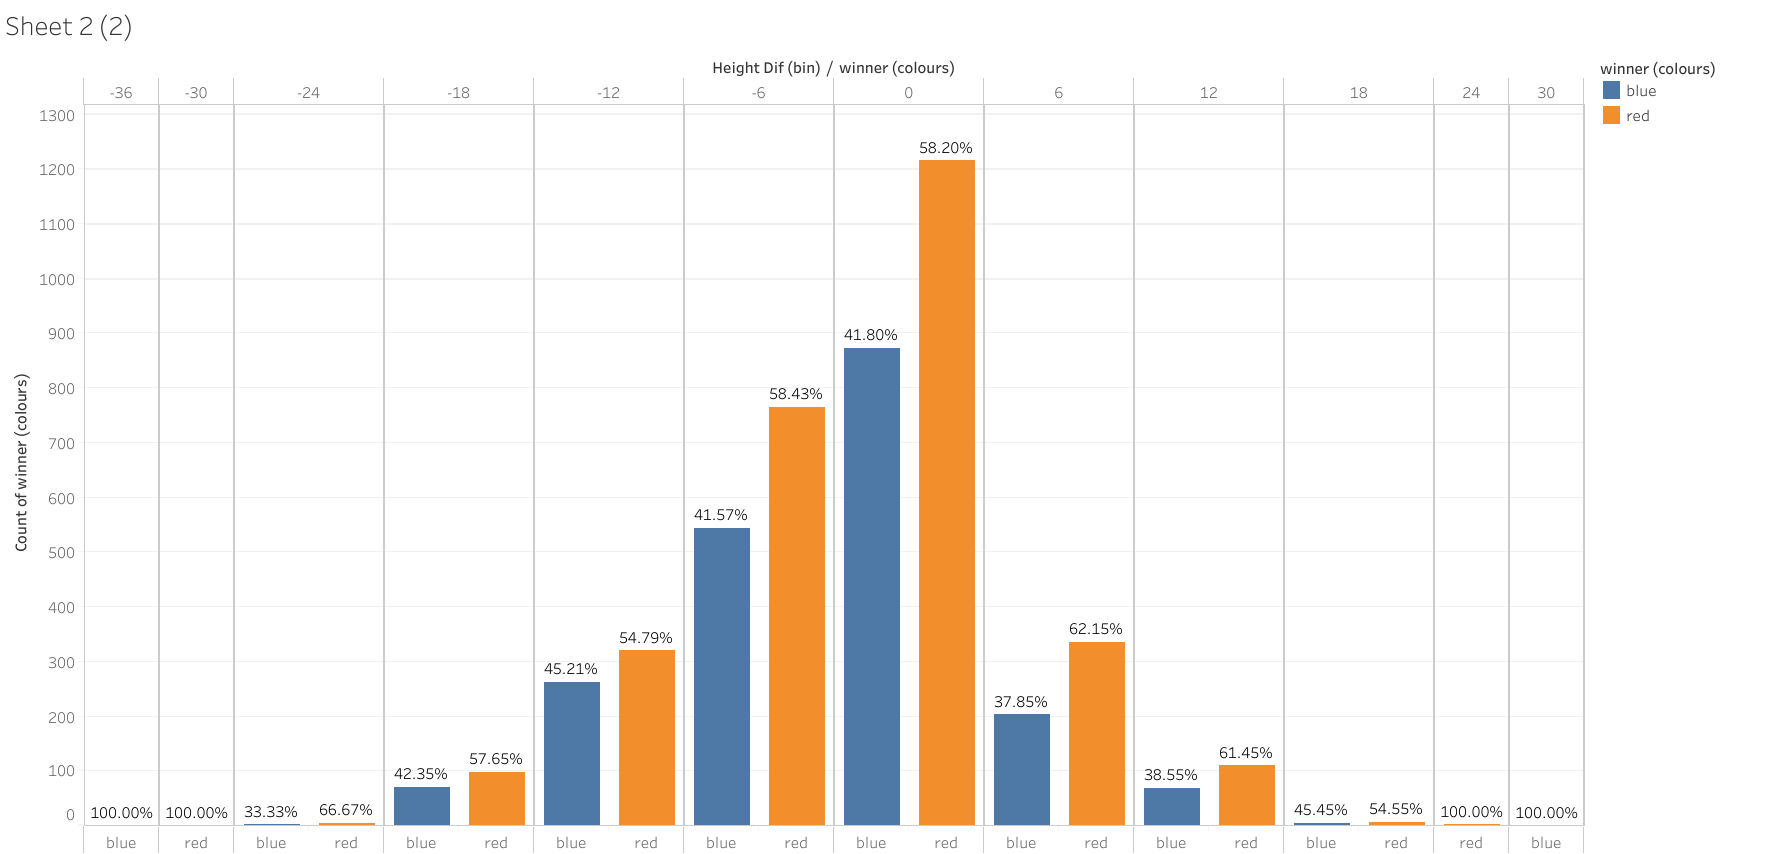 Sheet 2 (2)
Height Dif (bin) / winner (colours)
winner (colours)
blue
red
-36 -30 -24 -18 -12 -6 0 6 12 18 24 30
Count of winner (colours)
1300
1200
1100
1000
900
800
700
600
500
400
300
200
100
0
58.20%
41.80%
58.43%
41.57%
62.15%
54.79%
45.21%
37.85%
61.45%
57.65%
42.35%
38.55%
100.00% 100.00% 33.33% 66.67% 45.45% 54.55% 100.00% 100.00%
blue red blue red blue red blue red blue red blue red blue red blue red blue red red blue